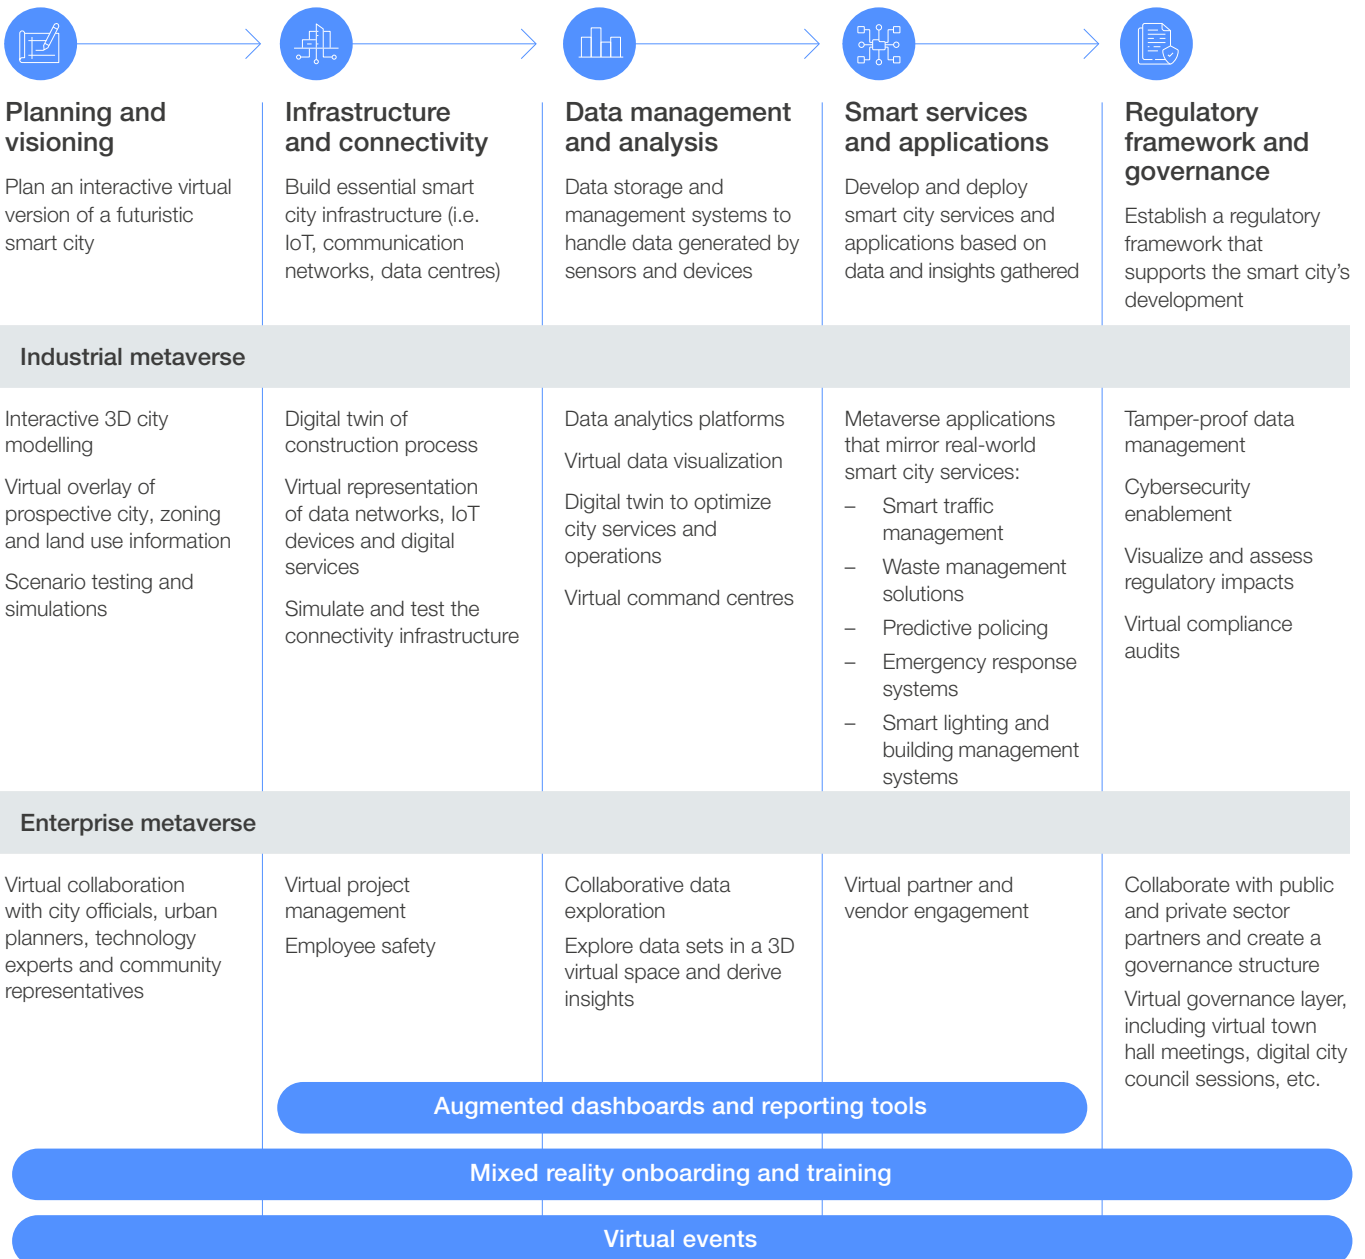 Planning and
visioning
Plan an interactive virtual
version of a futuristic
smart city
Infrastructure
and connectivity
Build essential smart
city infrastructure (i.e.
IoT, communication
networks, data centres)
Data management
and analysis
Data storage and
management systems to
handle data generated by
sensors and devices
Smart services
and applications
Develop and deploy
smart city services and
applications based on
data and insights gathered
Regulatory
framework and
governance
Establish a regulatory
framework that
supports the smart city’s
development
Industrial metaverse
Interactive 3D city
modelling
Virtual overlay of
prospective city, zoning
and land use information
Scenario testing and
simulations
Digital twin of
construction process
Virtual representation
of data networks, IoT
devices and digital
services
Simulate and test the
connectivity infrastructure
Data analytics platforms
Virtual data visualization
Digital twin to optimize
city services and
operations
Virtual command centres
Metaverse applications
that mirror real-world
smart city services:
– Smart traffic
management
– Waste management
solutions
– Predictive policing
– Emergency response
systems
– Smart lighting and
building management
systems
Tamper-proof data
management
Cybersecurity
enablement
Visualize and assess
regulatory impacts
Virtual compliance
audits
Enterprise metaverse
Virtual collaboration
with city officials, urban
planners, technology
experts and community
representatives
Virtual project
management
Employee safety
Collaborative data
exploration
Explore data sets in a 3D
virtual space and derive
insights
Virtual partner and
vendor engagement
Collaborate with public
and private sector
partners and create a
governance structure
Virtual governance layer,
including virtual town
hall meetings, digital city
council sessions, etc.
Augmented dashboards and reporting tools
Mixed reality onboarding and training
Virtual events